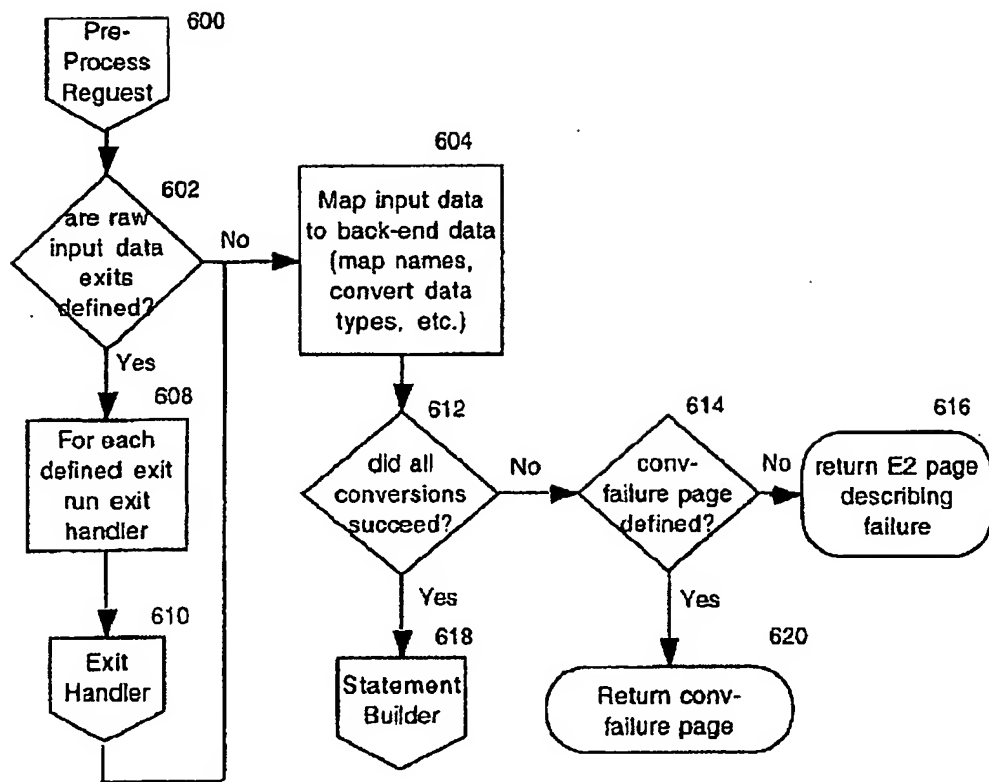 600
Pre-
Process
Reguest
602
are raw
input data
exits
defined?
No
Yes
604
Map input data
to back-end data
(map names,
convert data
types, etc.)
608
For each
defined exit
run exit
handler
610
Exit
Handler
612
did all
conversions
succeed?
No
Yes
614
conv-
failure page
defined?
No
Yes
616
return E2 page
describing
failure
618
Statement
Builder
620
Return conv-
failure page